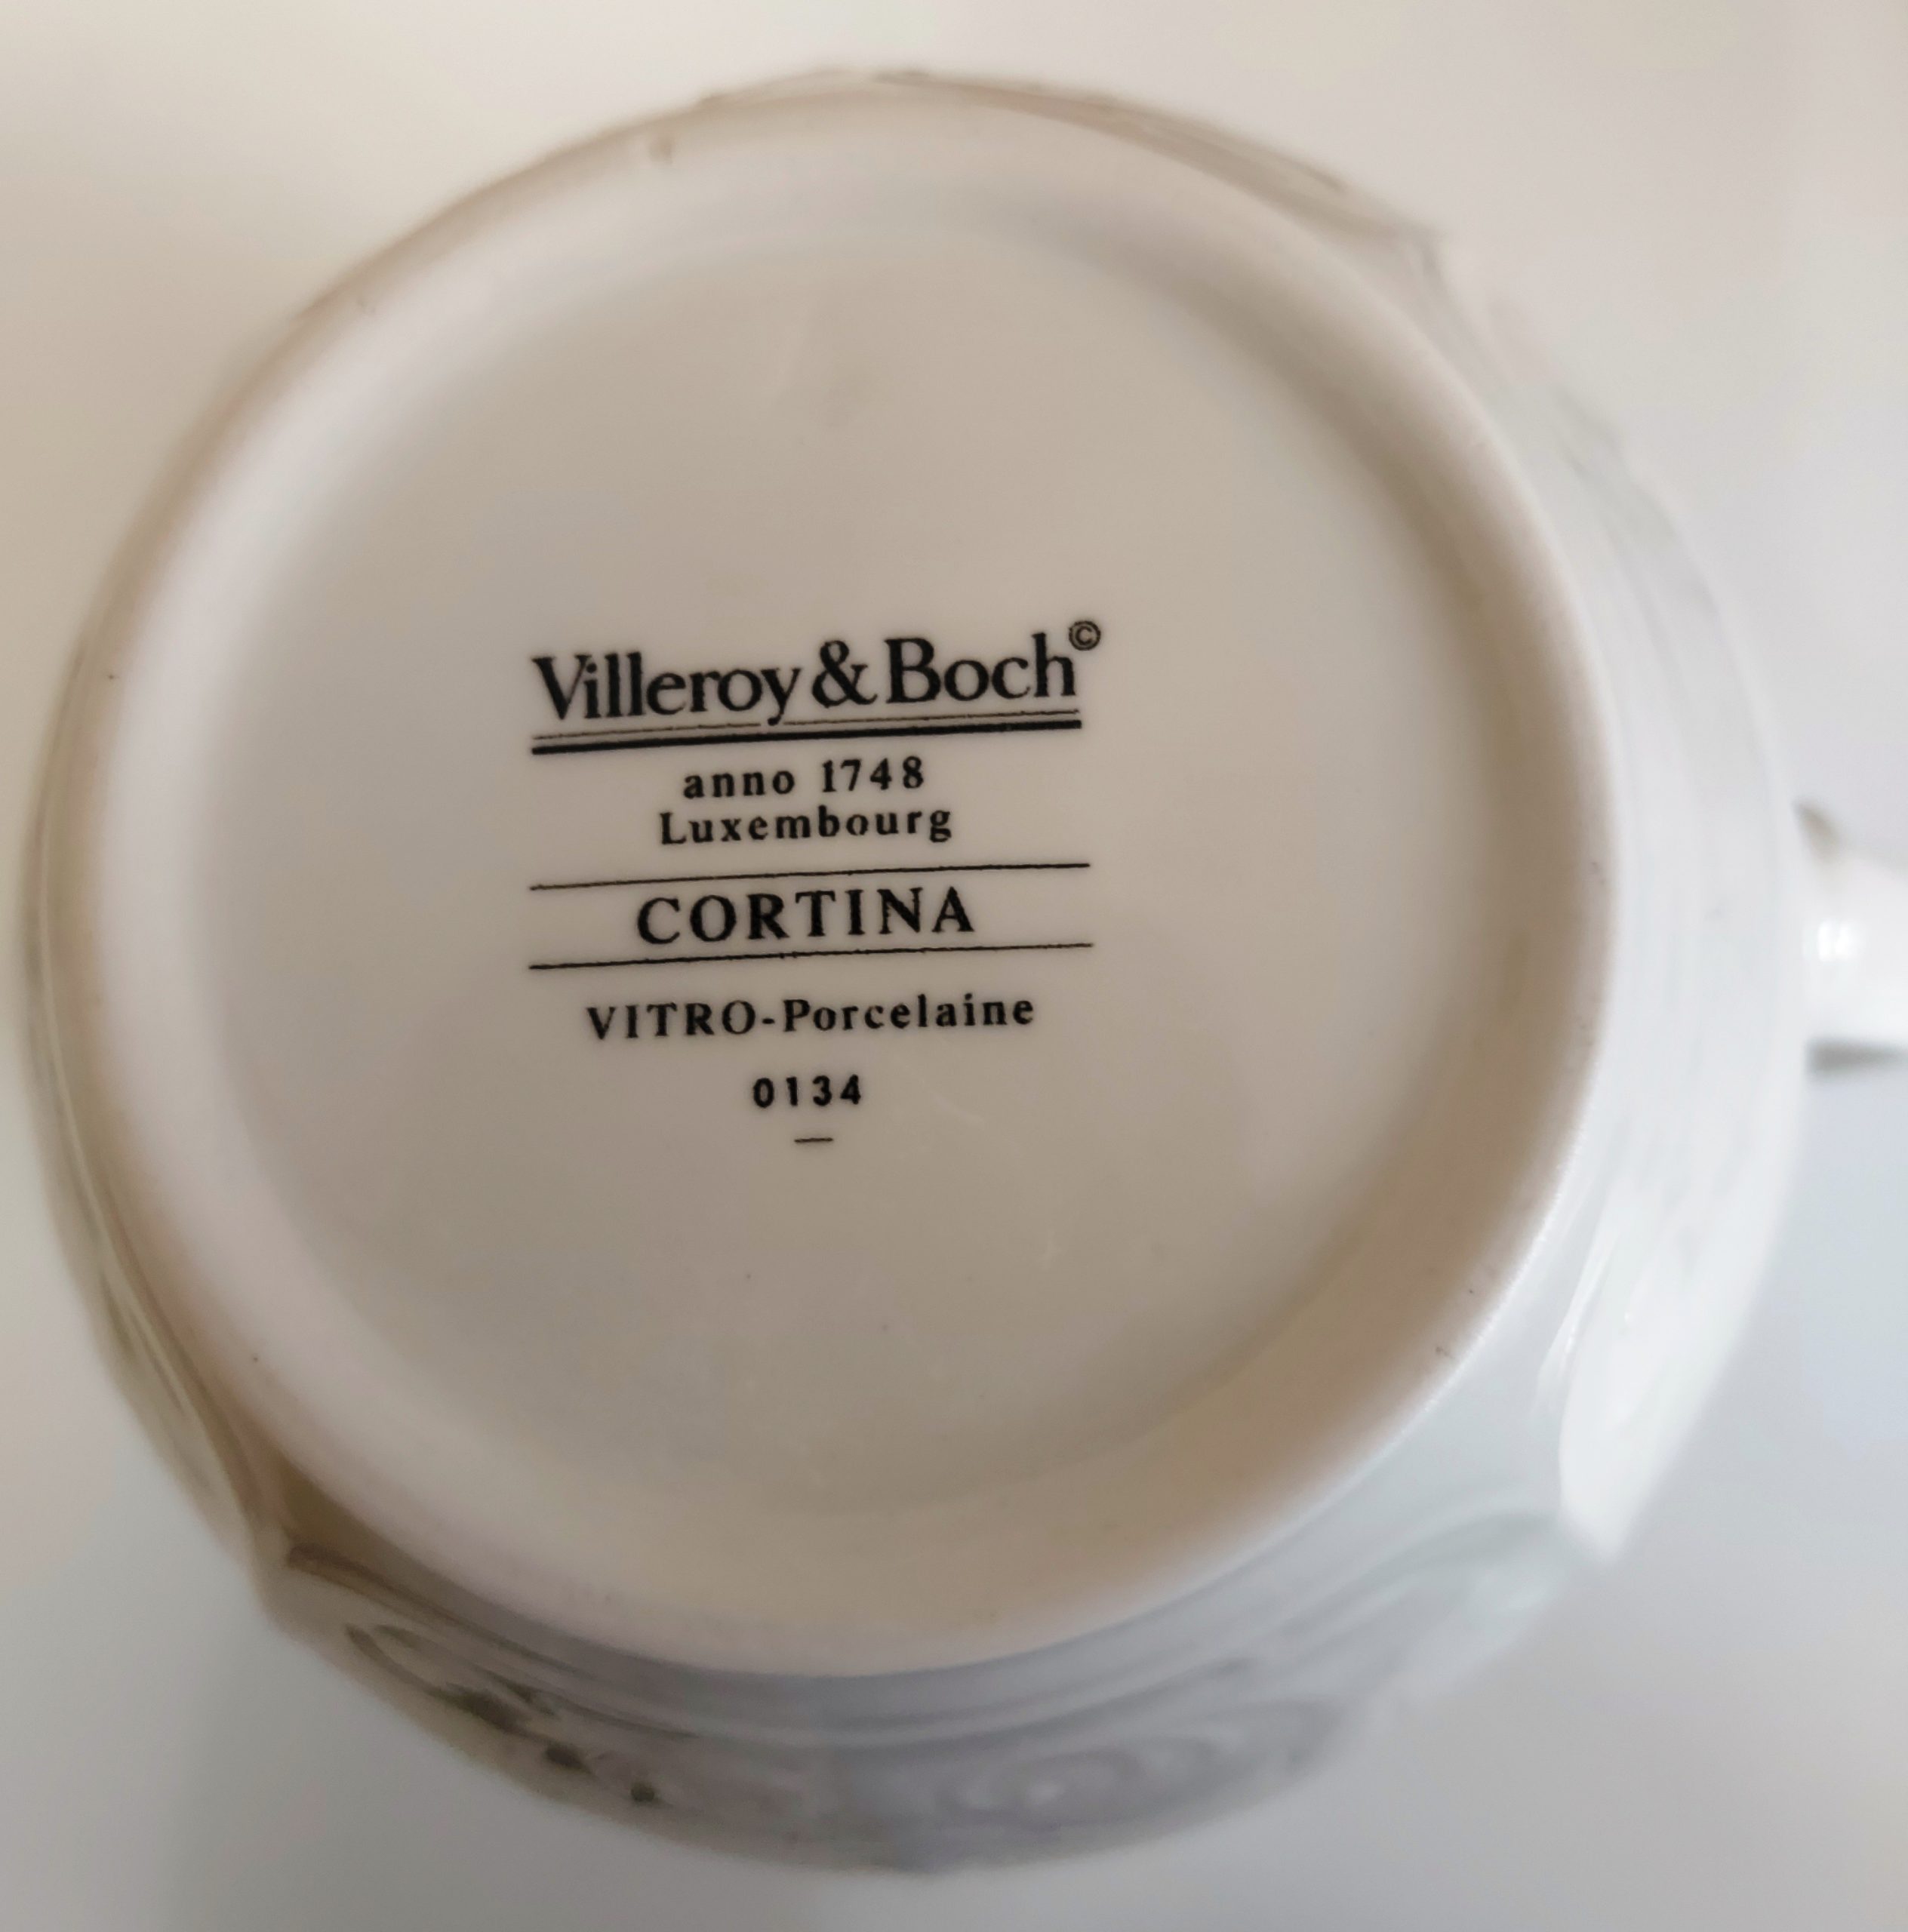 Villeroy & Boch©
anno 1748
Luxembourg
CORTINA
VITRO-Porcelaine
0134